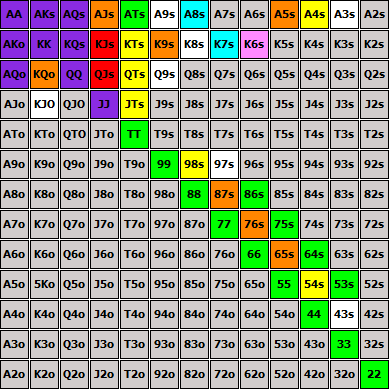 AA AKs AQs AJs ATs A9s A8s A7s A6s A5s A4s A3s A2s
AKo KK KQs KJs KTs K9s K8s K7s K6s K5s K4s K3s K2s
AQo KQo QQ QJs QTs Q9s Q8s Q7s Q6s Q5s Q4s Q3s Q2s
AJo KJO QJO JJ JTs J9s J8s J7s J6s J5s J4s J3s J2s
ATo KTo QTO JTo TT T9s T8s T7s T6s T5s T4s T3s T2s
A9o K9o Q9o J9o T9o 99 98s 97s 96s 95s 94s 93s 92s
A8o K8o Q8o J8o T8o 98o 88 87s 86s 85s 84s 83s 82s
A7o K7o Q7o J7o T7o 97o 87o 77 76s 75s 74s 73s 72s
A6o K6o Q6o J6o T6o 96o 86o 76o 66 65s 64s 63s 62s
A5o 5Ko Q5o J5o T5o 95o 85o 75o 65o 55 54s 53s 52s
A4o K4o Q4o J4o T4o 94o 84o 74o 64o 54o 44 43s 42s
A3o K3o Q3o J3o T3o 93o 83o 73o 63o 53o 43o 33 32s
A2o K2o Q2o J2o T2o 92o 82o 72o 62o 52o 42o 32o 22